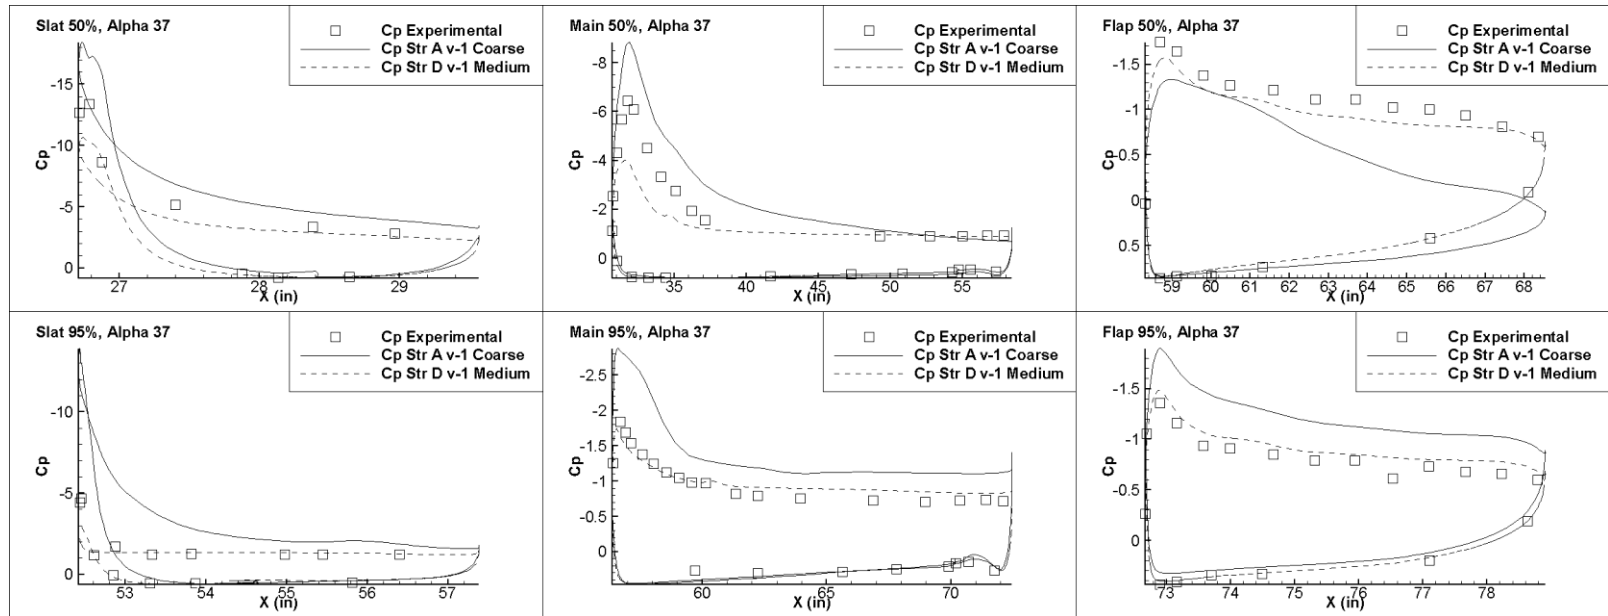 Slat 50%, Alpha 37
Cp Experimental
Cp Str A v-1 Coarse
Cp Str D v-1 Medium
-15
-10
-5
0
Cp
27 28 29
X (in)
Main 50%, Alpha 37
Cp Experimental
Cp Str A v-1 Coarse
Cp Str D v-1 Medium
-8
-6
-4
-2
0
Cp
35 40 45 50 55
X (in)
Flap 50%, Alpha 37
Cp Experimental
Cp Str A v-1 Coarse
Cp Str D v-1 Medium
-1.5
-1
-0.5
0
0.5
Cp
59 60 61 62 63 64 65 66 67 68
X (in)
Slat 95%, Alpha 37
Cp Experimental
Cp Str A v-1 Coarse
Cp Str D v-1 Medium
-10
-5
0
Cp
53 54 55 56 57
X (in)
Main 95%, Alpha 37
Cp Experimental
Cp Str A v-1 Coarse
Cp Str D v-1 Medium
-2.5
-2
-1.5
-1
-0.5
0
Cp
60 65 70
X (in)
Flap 95%, Alpha 37
Cp Experimental
Cp Str A v-1 Coarse
Cp Str D v-1 Medium
-1.5
-1
-0.5
0
Cp
73 74 75 76 77 78
X (in)